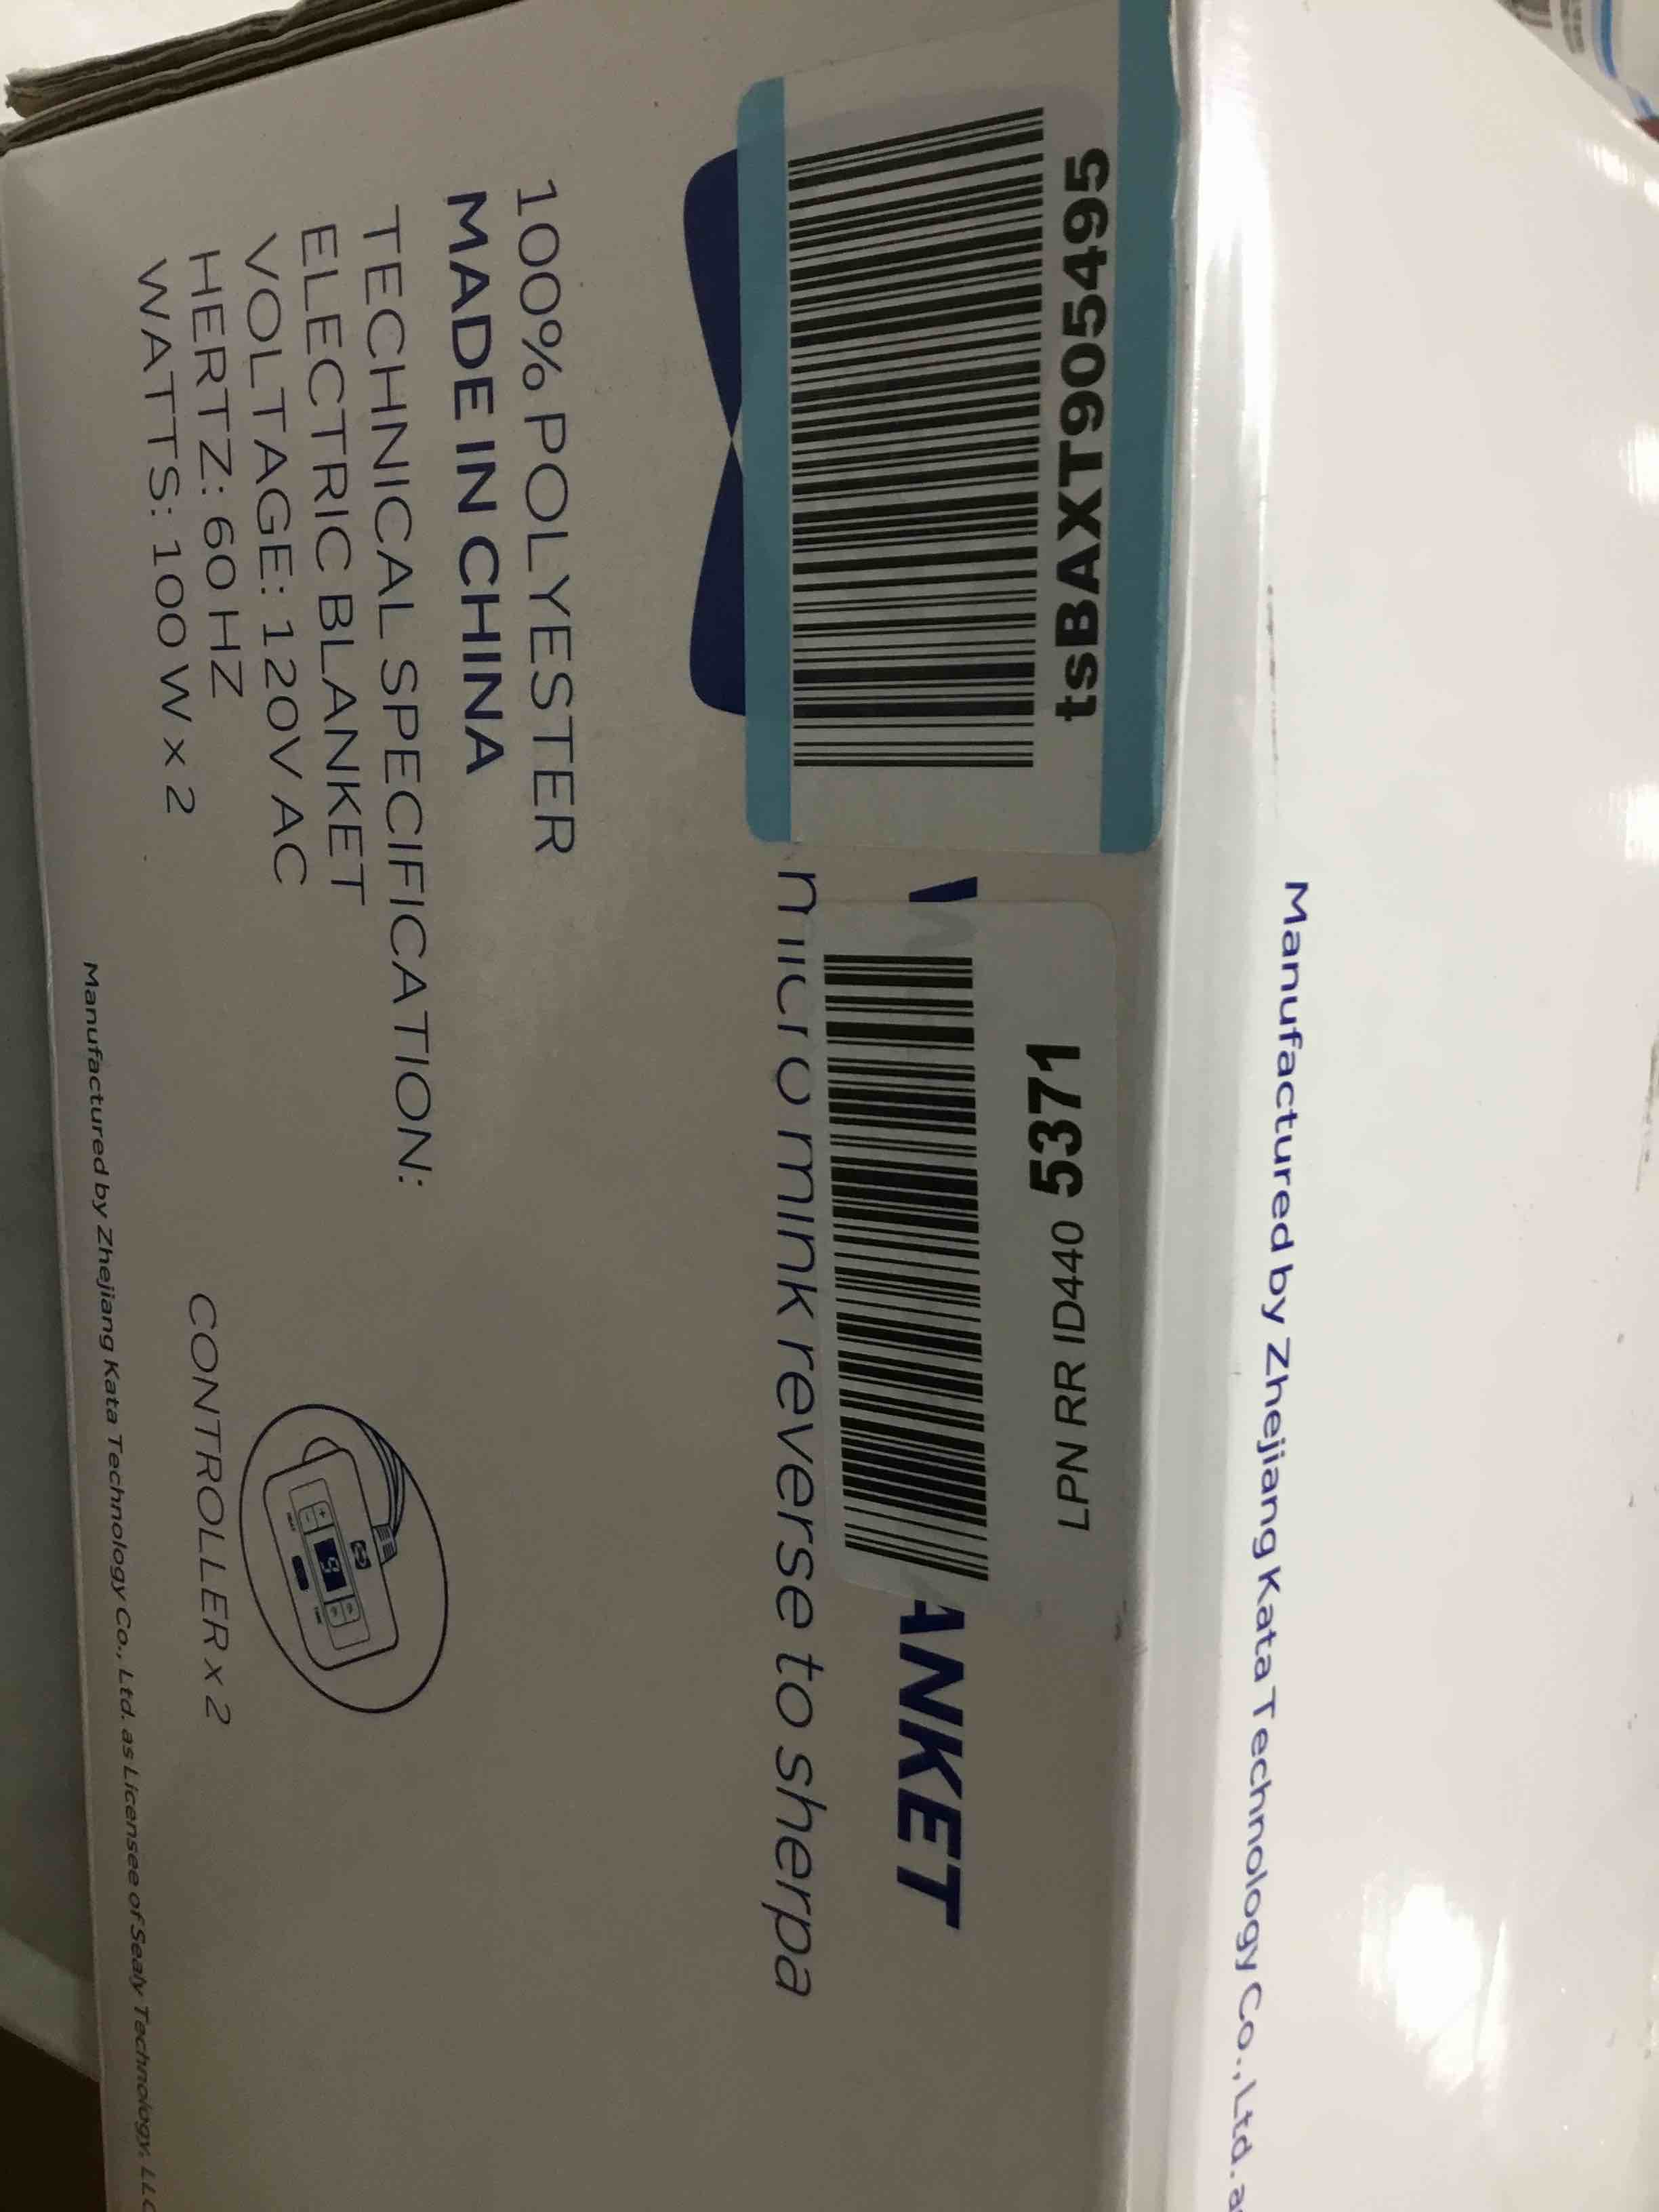 Manufactured by Zhejiang Kata Technology Co., Ltd. a
tsBAXT905495
LPN RR ID440 5371
ANKET
micro mink reverse to sherpa
100% POLYESTER
MADE IN CHINA
TECHNICAL SPECIFICATION:
ELECTRIC BLANKET
VOLTAGE: 120V AC
HERTZ: 60 HZ
WATTS: 100 W x 2
9
CONTROLLER x 2
Manufactured by Zhejiang Kata Technology Co., Ltd. as Licensee of Sealy Technology, LLC